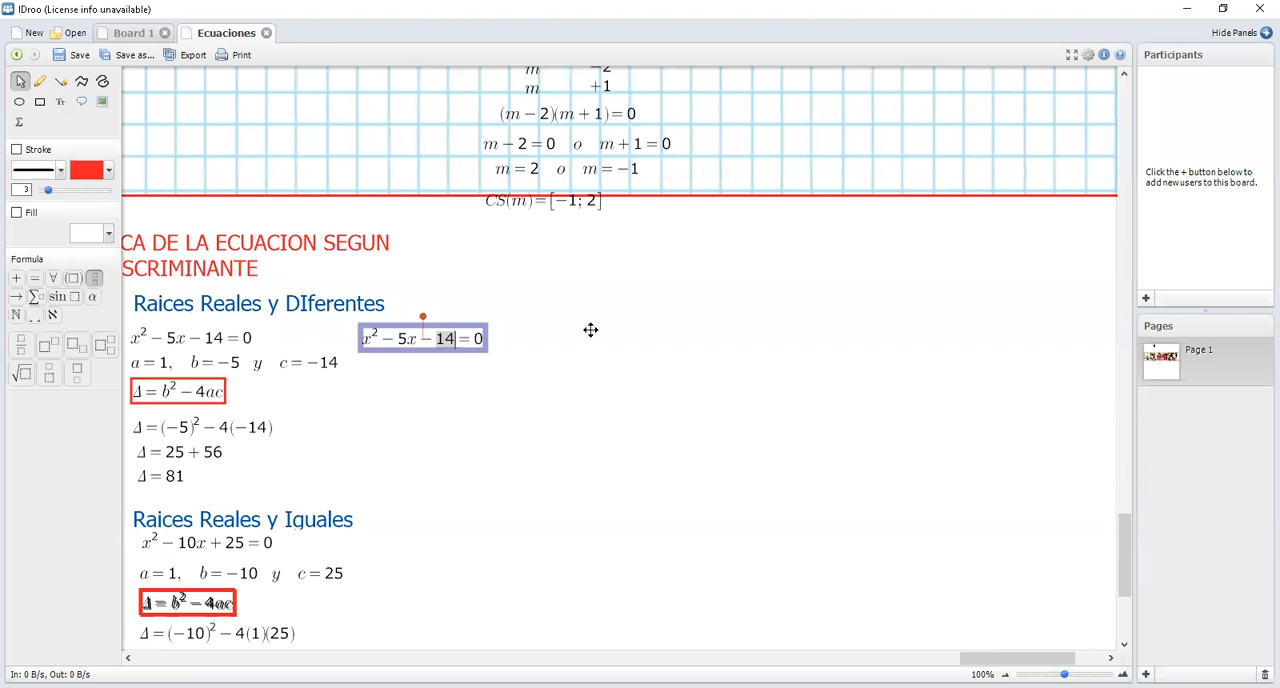 IDroo (License info unavailable)
New Open Board 1 Ecuaciones Hide Panels
Save Save as... Export Print
Participants
Click the + button below to
add new users to this board.
Pages
Page 1
Stroke
3
Fill
Formula
+ = ∀ (□)
→ ∑ sin □ α
ℕ ℵ
m −2
m +1
(m − 2)(m + 1) = 0
m − 2 = 0 o m + 1 = 0
m = 2 o m = −1
CS(m) = [−1; 2]
CA DE LA ECUACION SEGUN
SCRIMINANTE
Raices Reales y DIferentes
x² − 5x − 14 = 0
x² − 5x − 14 = 0
a = 1, b = −5 y c = −14
Δ = b² − 4ac
Δ = (−5)² − 4(−14)
Δ = 25 + 56
Δ = 81
Raices Reales y Iguales
x² − 10x + 25 = 0
a = 1, b = −10 y c = 25
Δ = b² − 4ac
Δ = (−10)² − 4(1)(25)
In: 0 B/s, Out: 0 B/s
100%